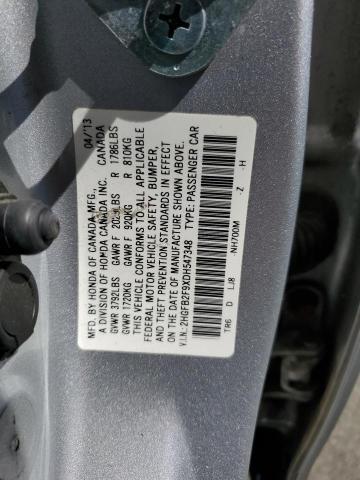 MFD. BY HONDA OF CANADA MFG., 04/13
A DIVISION OF HONDA CANADA INC. CANADA
GVWR 3792LBS GAWR F 2029LBS R 1786LBS
GVWR 1720KG GAWR F 920KG R 810KG
THIS VEHICLE CONFORMS TO ALL APPLICABLE
FEDERAL MOTOR VEHICLE SAFETY, BUMPER,
AND THEFT PREVENTION STANDARDS IN EFFECT
ON THE DATE OF MANUFACTURE SHOWN ABOVE.
V.I.N.:2HGFB2F9XDH547348 TYPE:PASSENGER CAR
TR6 D LJ8 NH700M -Z -H